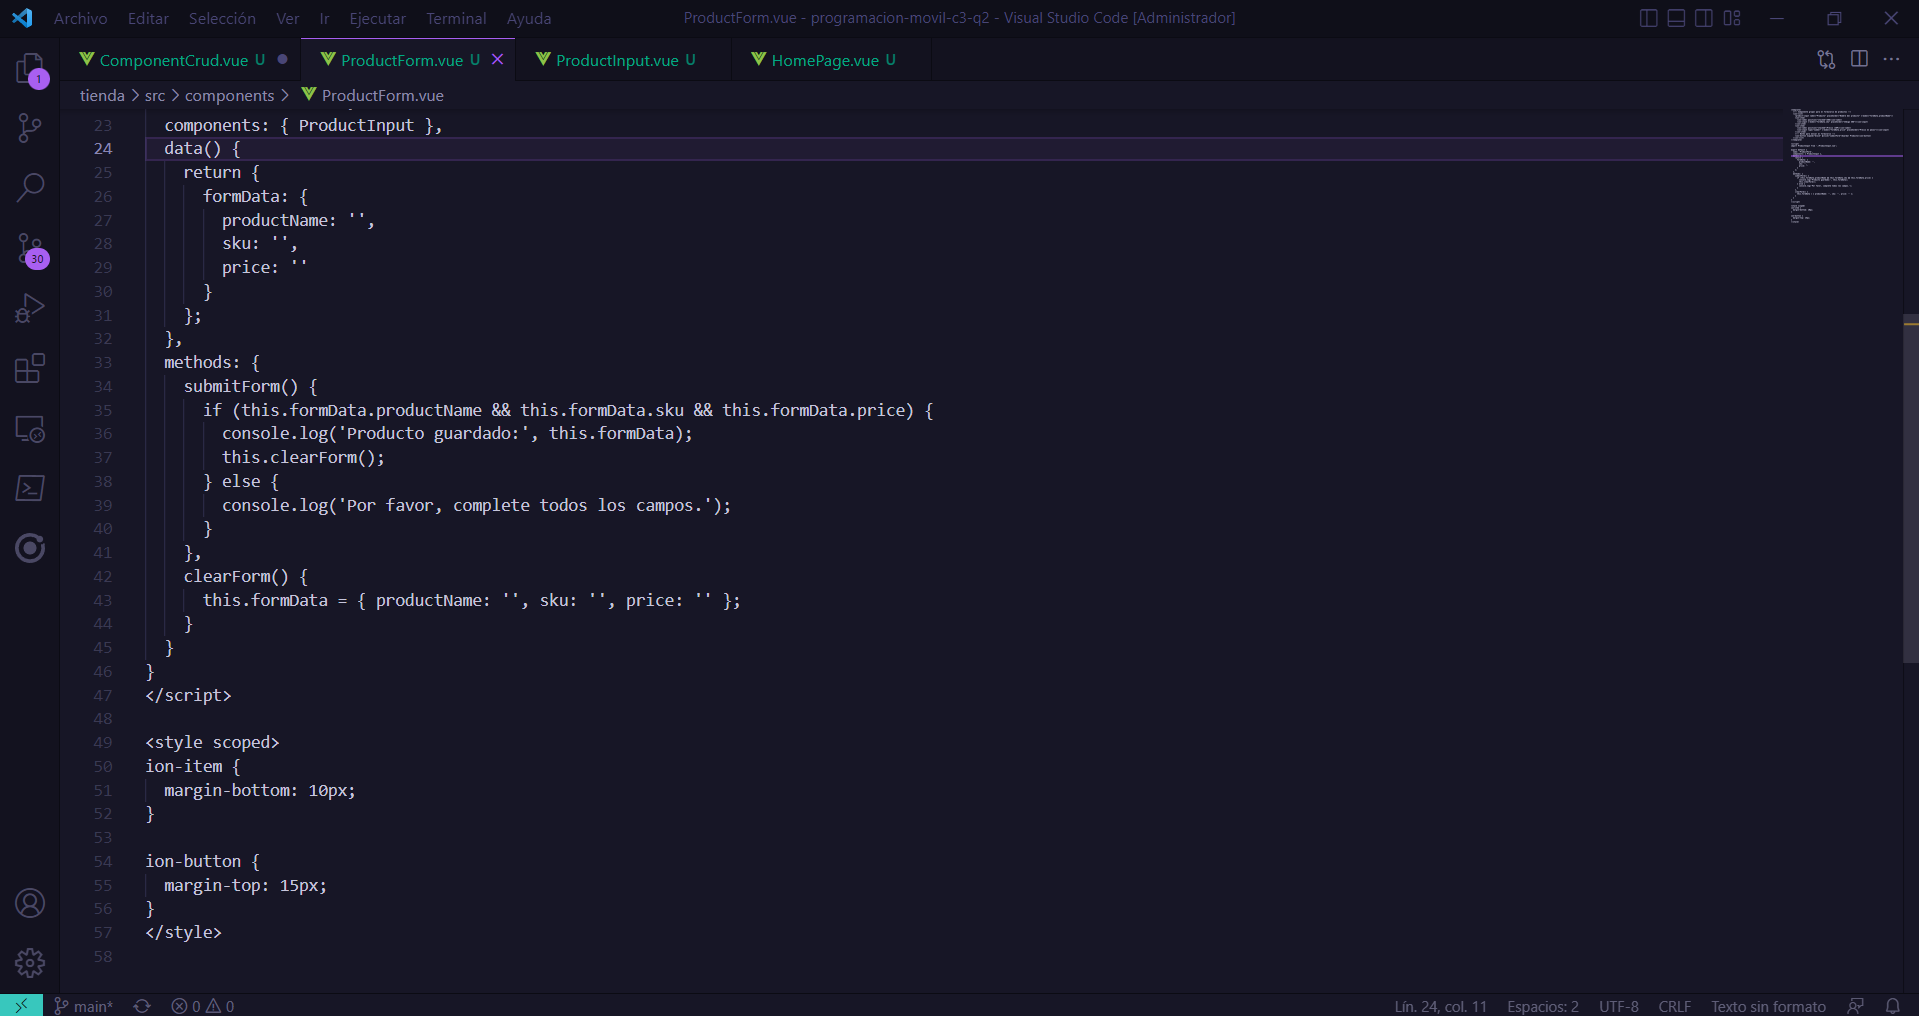 Archivo Editar Selección Ver Ir Ejecutar Terminal Ayuda
ProductForm.vue - programacion-movil-c3-q2 - Visual Studio Code [Administrador]
ComponentCrud.vue U
ProductForm.vue U
ProductInput.vue U
HomePage.vue U
tienda > src > components > ProductForm.vue
1
30
23 components: { ProductInput },
24 data() {
25 return {
26 formData: {
27 productName: '',
28 sku: '',
29 price: ''
30 }
31 };
32 },
33 methods: {
34 submitForm() {
35 if (this.formData.productName && this.formData.sku && this.formData.price) {
36 console.log('Producto guardado:', this.formData);
37 this.clearForm();
38 } else {
39 console.log('Por favor, complete todos los campos.');
40 }
41 },
42 clearForm() {
43 this.formData = { productName: '', sku: '', price: '' };
44 }
45 }
46 }
47 </script>
48
49 <style scoped>
50 ion-item {
51 margin-bottom: 10px;
52 }
53
54 ion-button {
55 margin-top: 15px;
56 }
57 </style>
58
main* 0 0
Lín. 24, col. 11 Espacios: 2 UTF-8 CRLF Texto sin formato